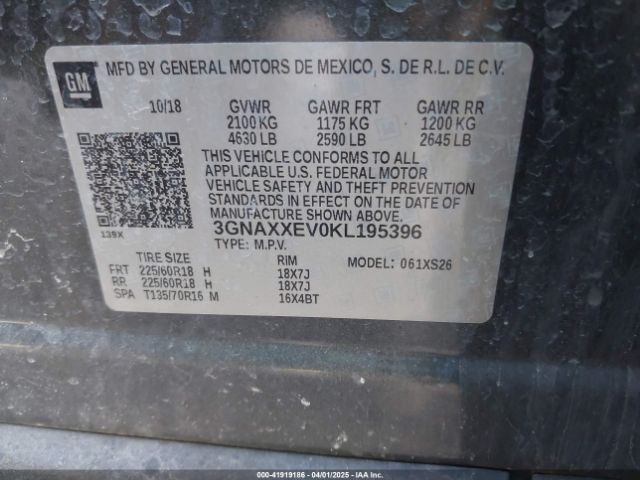 GM
MFD BY GENERAL MOTORS DE MEXICO, S. DE R.L. DE C.V.
10/18 GVWR GAWR FRT GAWR RR
2100 KG 1175 KG 1200 KG
4630 LB 2590 LB 2645 LB
THIS VEHICLE CONFORMS TO ALL
APPLICABLE U.S. FEDERAL MOTOR
VEHICLE SAFETY AND THEFT PREVENTION
STANDARDS IN EFFECT ON THE DATE OF
MANUFACTURE SHOWN ABOVE.
139X 3GNAXXEV0KL195396
TYPE: M.P.V.
TIRE SIZE RIM MODEL: 061XS26
FRT 225/60R18 H 18X7J
RR 225/60R18 H 18X7J
SPA T135/70R16 M 16X4BT
000-41919186 - 04/01/2025 - IAA, Inc.